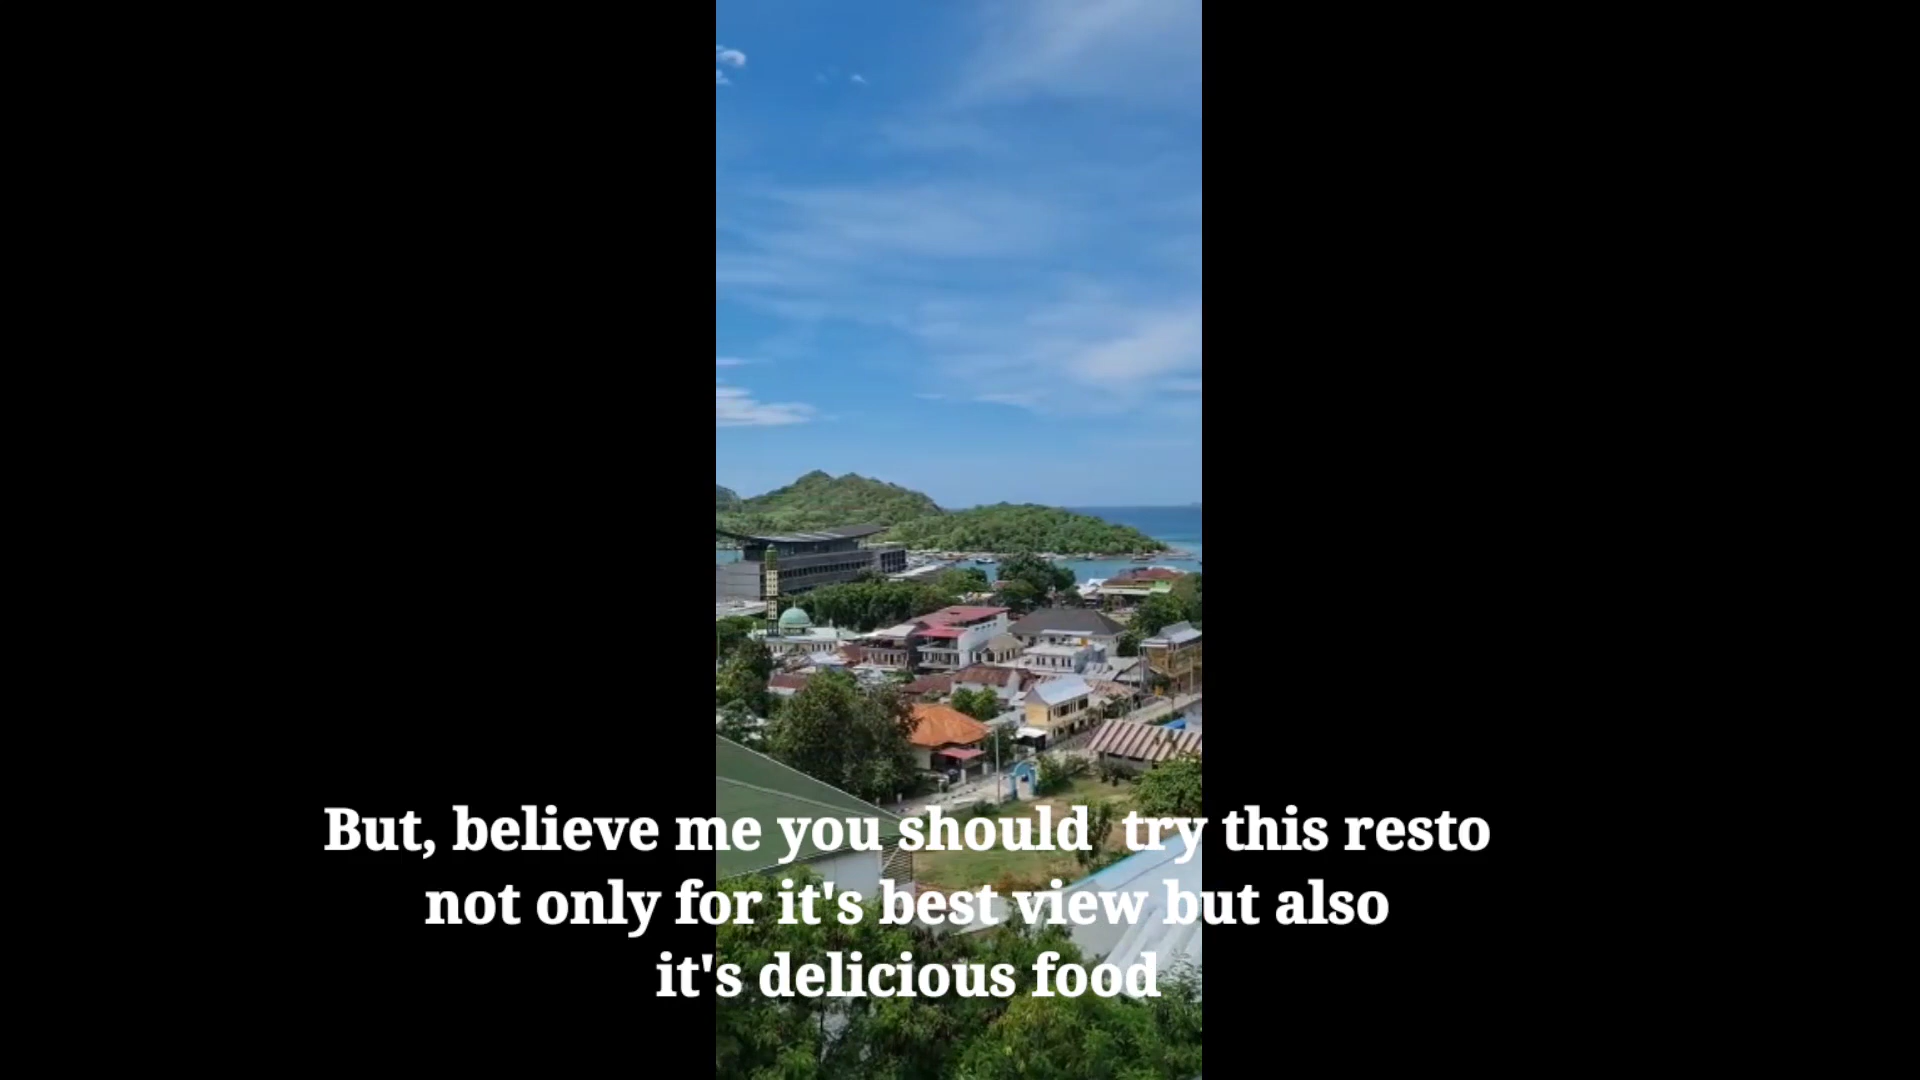 But, believe me you should  try this resto
not only for it's best view but also
it's delicious food